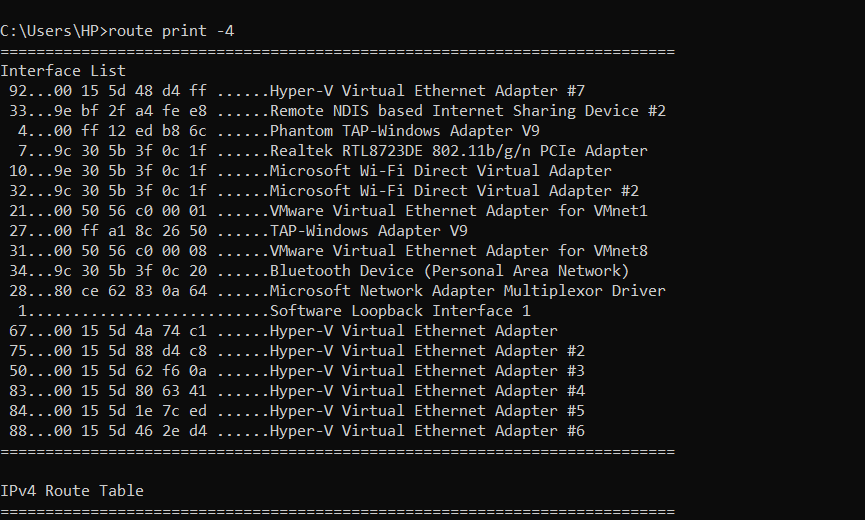 C:\Users\HP>route print -4
===========================================================================
Interface List
 92...00 15 5d 48 d4 ff ......Hyper-V Virtual Ethernet Adapter #7
 33...9e bf 2f a4 fe e8 ......Remote NDIS based Internet Sharing Device #2
  4...00 ff 12 ed b8 6c ......Phantom TAP-Windows Adapter V9
  7...9c 30 5b 3f 0c 1f ......Realtek RTL8723DE 802.11b/g/n PCIe Adapter
 10...9e 30 5b 3f 0c 1f ......Microsoft Wi-Fi Direct Virtual Adapter
 32...9c 30 5b 3f 0c 1f ......Microsoft Wi-Fi Direct Virtual Adapter #2
 21...00 50 56 c0 00 01 ......VMware Virtual Ethernet Adapter for VMnet1
 27...00 ff a1 8c 26 50 ......TAP-Windows Adapter V9
 31...00 50 56 c0 00 08 ......VMware Virtual Ethernet Adapter for VMnet8
 34...9c 30 5b 3f 0c 20 ......Bluetooth Device (Personal Area Network)
 28...80 ce 62 83 0a 64 ......Microsoft Network Adapter Multiplexor Driver
  1...........................Software Loopback Interface 1
 67...00 15 5d 4a 74 c1 ......Hyper-V Virtual Ethernet Adapter
 75...00 15 5d 88 d4 c8 ......Hyper-V Virtual Ethernet Adapter #2
 50...00 15 5d 62 f6 0a ......Hyper-V Virtual Ethernet Adapter #3
 83...00 15 5d 80 63 41 ......Hyper-V Virtual Ethernet Adapter #4
 84...00 15 5d 1e 7c ed ......Hyper-V Virtual Ethernet Adapter #5
 88...00 15 5d 46 2e d4 ......Hyper-V Virtual Ethernet Adapter #6
===========================================================================
IPv4 Route Table
===========================================================================